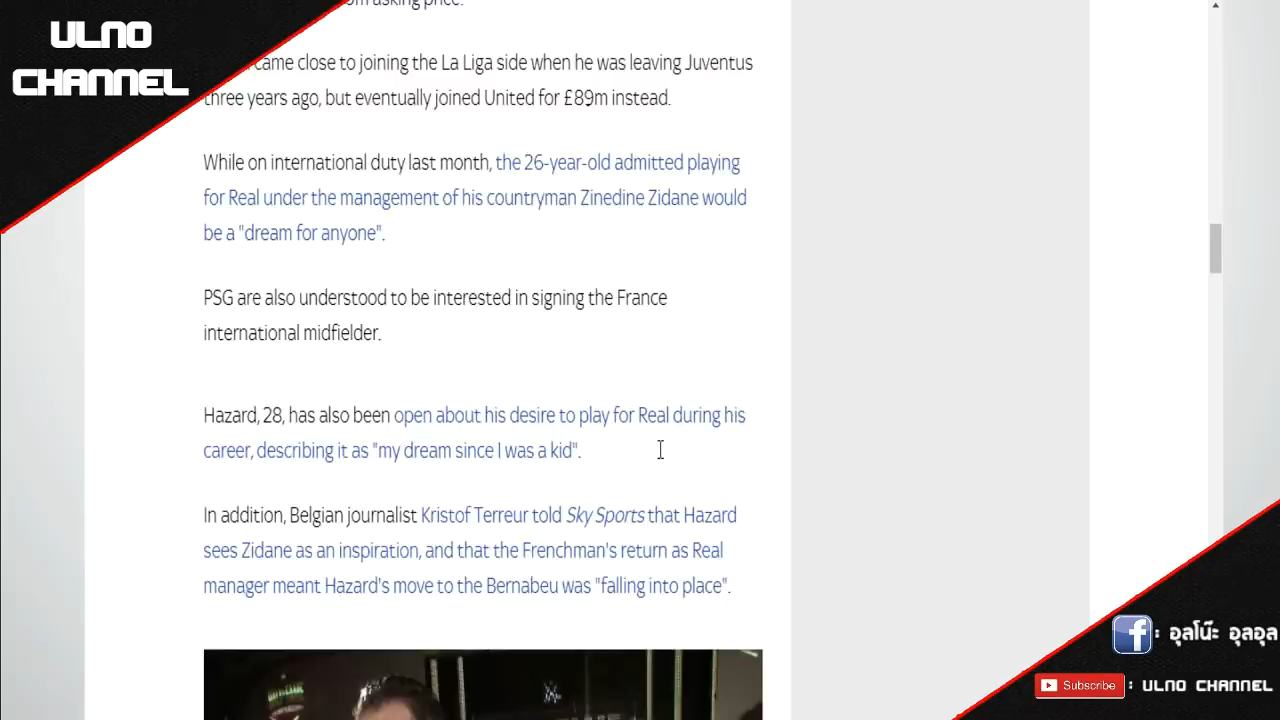 ULNO
CHANNEL
asking price.
came close to joining the La Liga side when he was leaving Juventus
three years ago, but eventually joined United for £89m instead.
While on international duty last month, the 26-year-old admitted playing
for Real under the management of his countryman Zinedine Zidane would
be a "dream for anyone".
PSG are also understood to be interested in signing the France
international midfielder.
Hazard, 28, has also been open about his desire to play for Real during his
career, describing it as "my dream since I was a kid".
In addition, Belgian journalist Kristof Terreur told Sky Sports that Hazard
sees Zidane as an inspiration, and that the Frenchman's return as Real
manager meant Hazard's move to the Bernabeu was "falling into place".
f : อุลโน๊ะ อุลอุล
Subscribe : ULNO CHANNEL